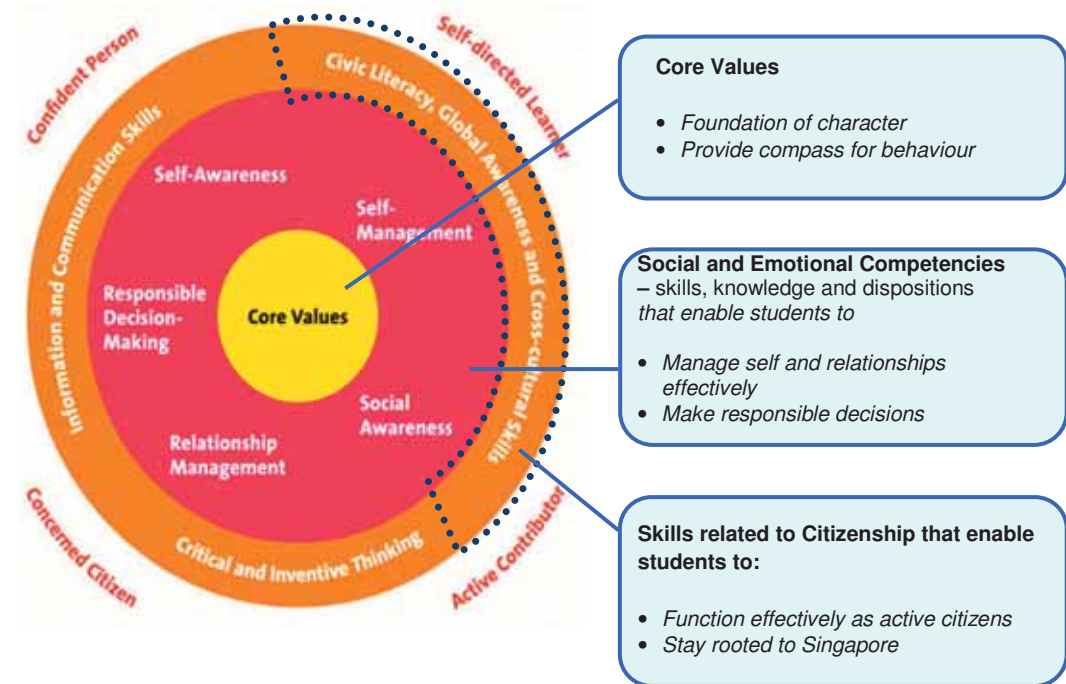 Confident Person
Self-directed Learner
Information and Communication Skills
Civic Literacy, Global Awareness and Cross-cultural Skills
Critical and Inventive Thinking
Self-Awareness
Self-
Management
Responsible
Decision-
Making
Core Values
Social
Awareness
Relationship
Management
Concerned Citizen
Active Contributor
Core Values
• Foundation of character
• Provide compass for behaviour
Social and Emotional Competencies
– skills, knowledge and dispositions
that enable students to
• Manage self and relationships
effectively
• Make responsible decisions
Skills related to Citizenship that enable
students to:
• Function effectively as active citizens
• Stay rooted to Singapore